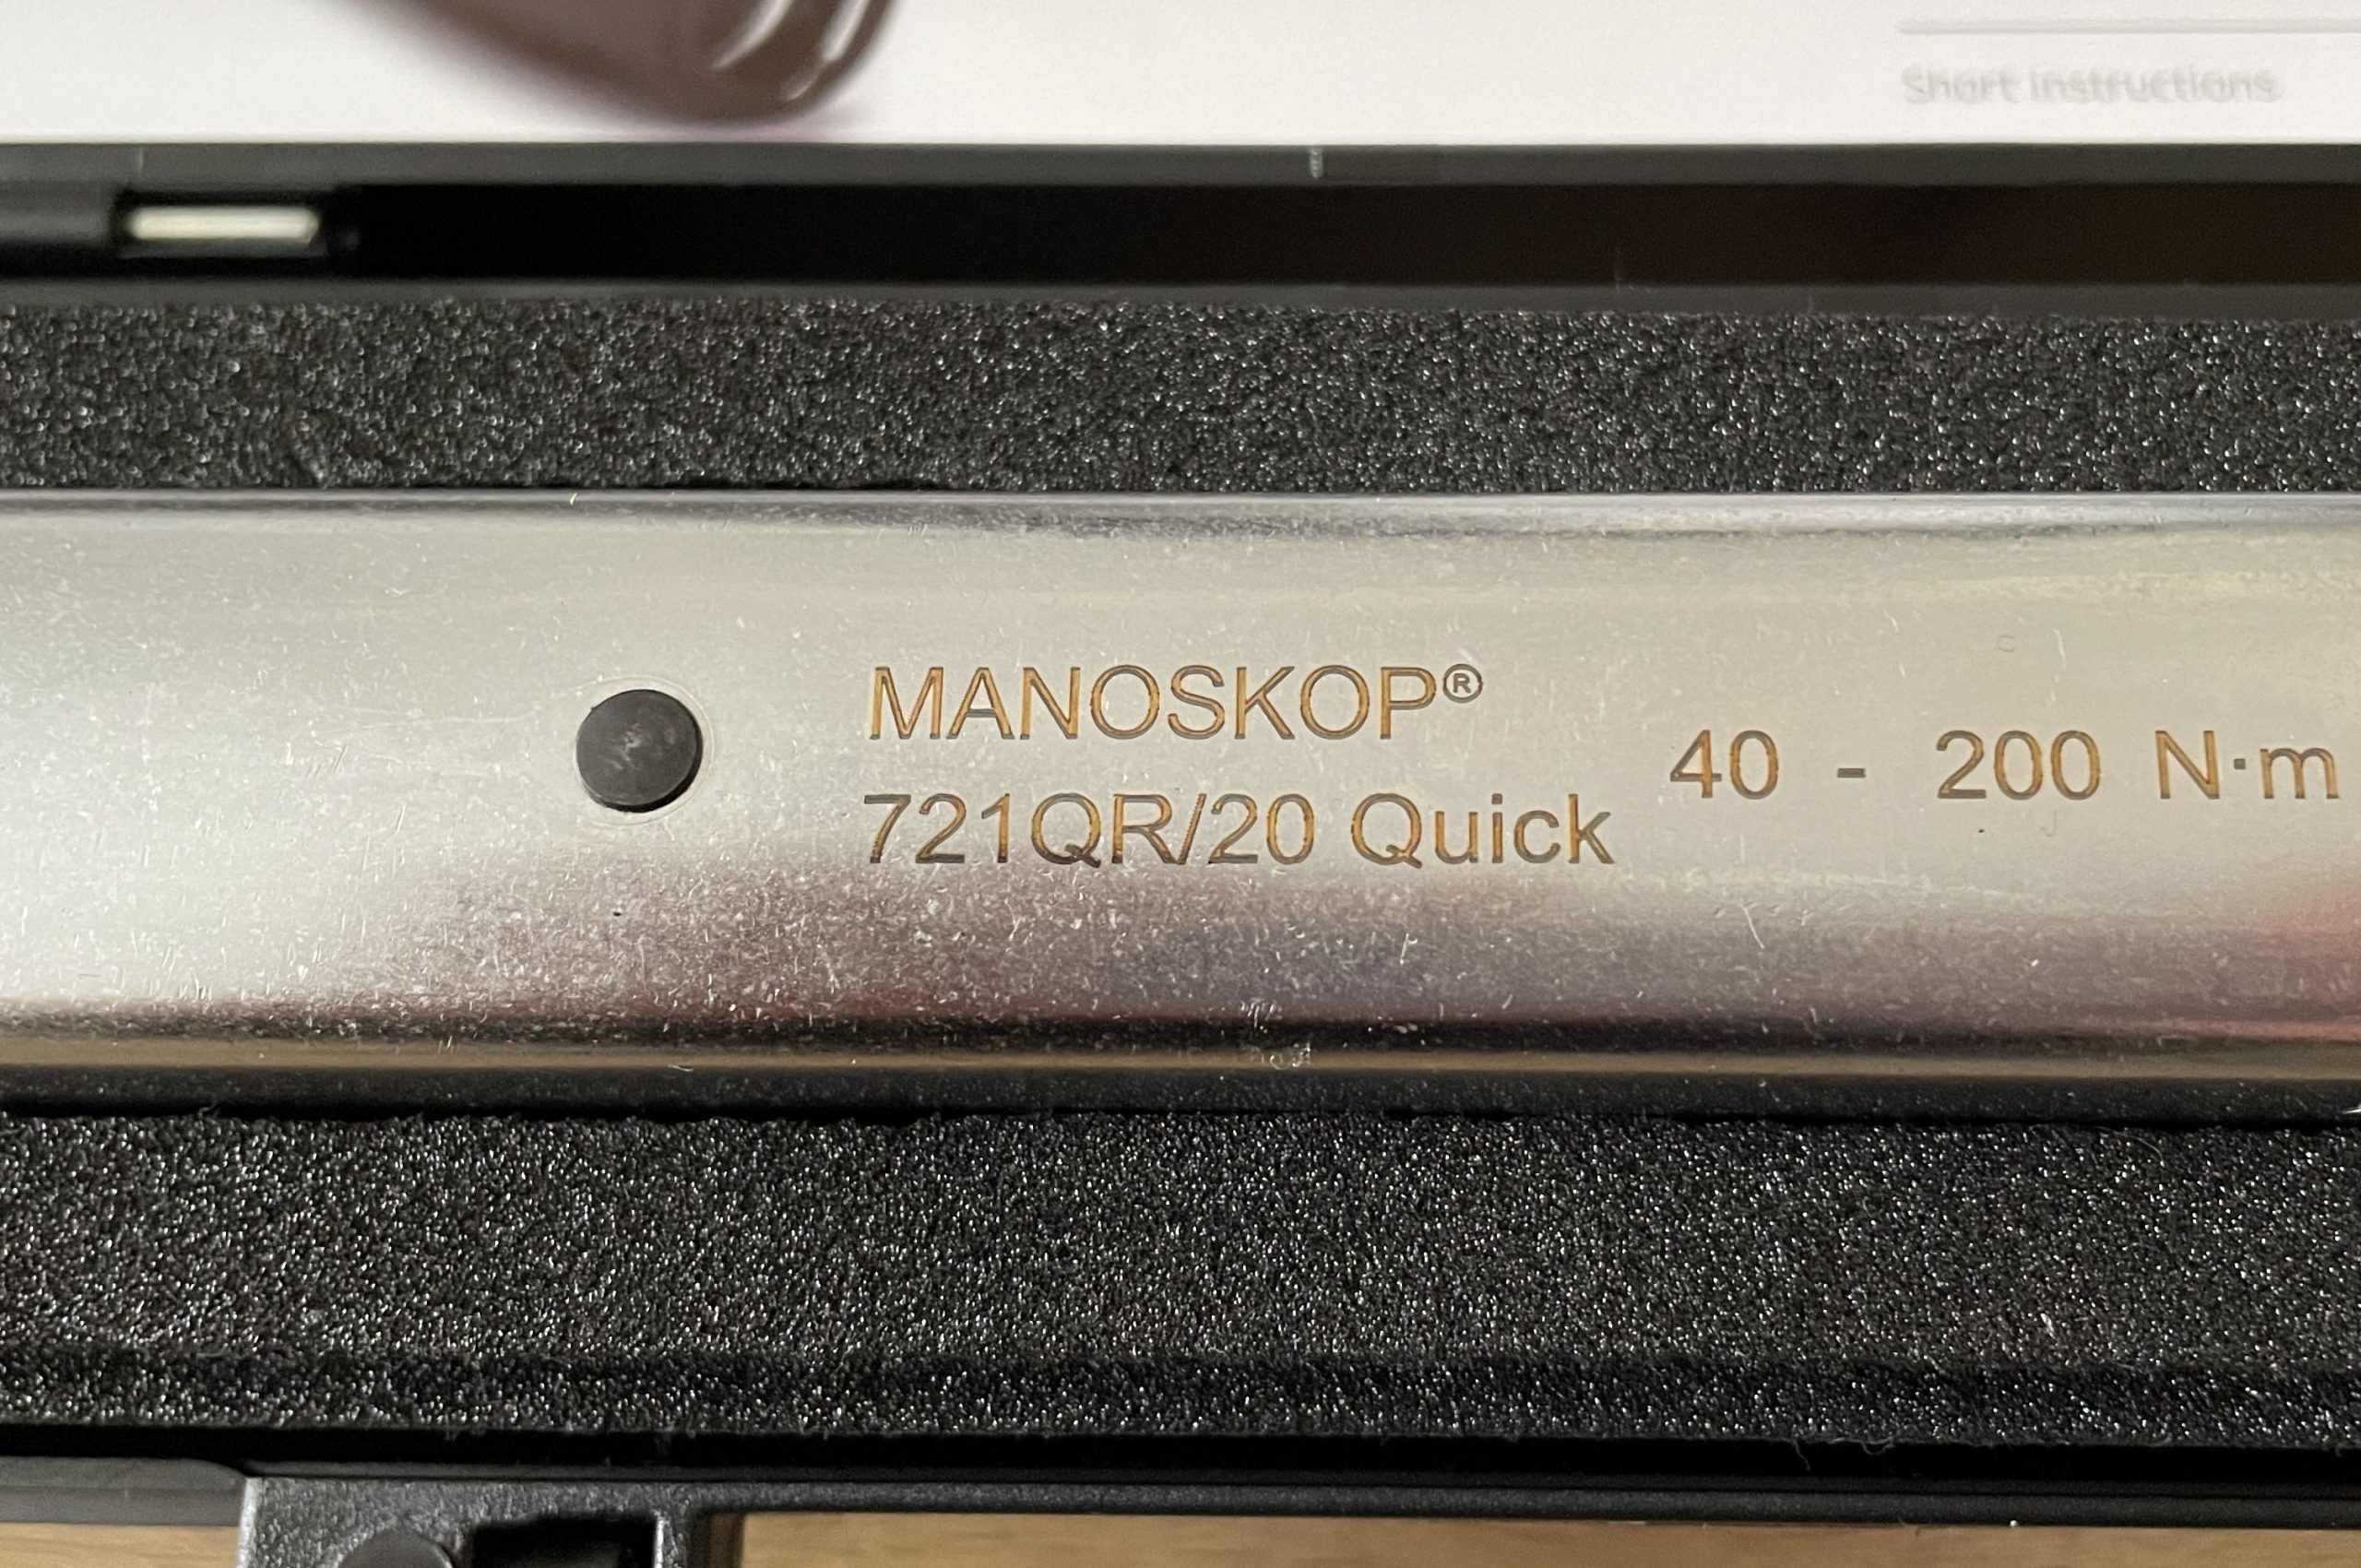 Short instructions
MANOSKOP®
721QR/20 Quick
40 - 200 N·m